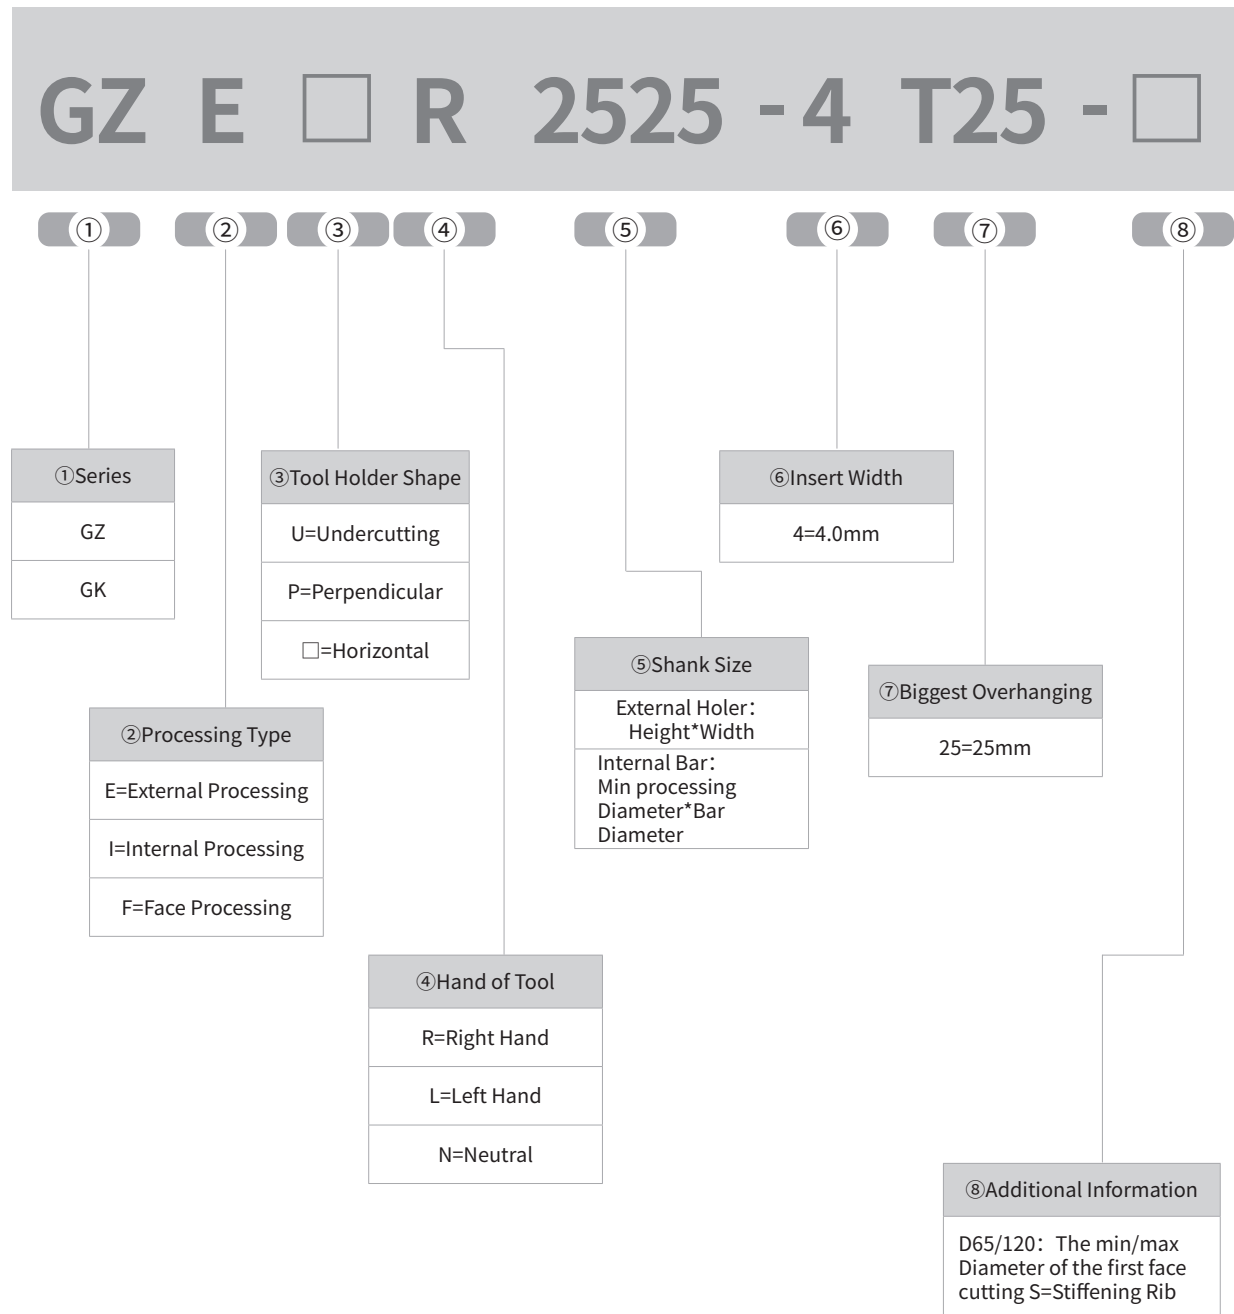 GZ E □ R 2525 - 4 T25 - □
① ② ③ ④ ⑤ ⑥ ⑦ ⑧
①Series
GZ
GK
③Tool Holder Shape
U=Undercutting
P=Perpendicular
□=Horizontal
⑥Insert Width
4=4.0mm
⑤Shank Size
External Holer：
Height*Width
Internal Bar：
Min processing
Diameter*Bar
Diameter
⑦Biggest Overhanging
25=25mm
②Processing Type
E=External Processing
I=Internal Processing
F=Face Processing
④Hand of Tool
R=Right Hand
L=Left Hand
N=Neutral
⑧Additional Information
D65/120：The min/max
Diameter of the first face
cutting S=Stiffening Rib